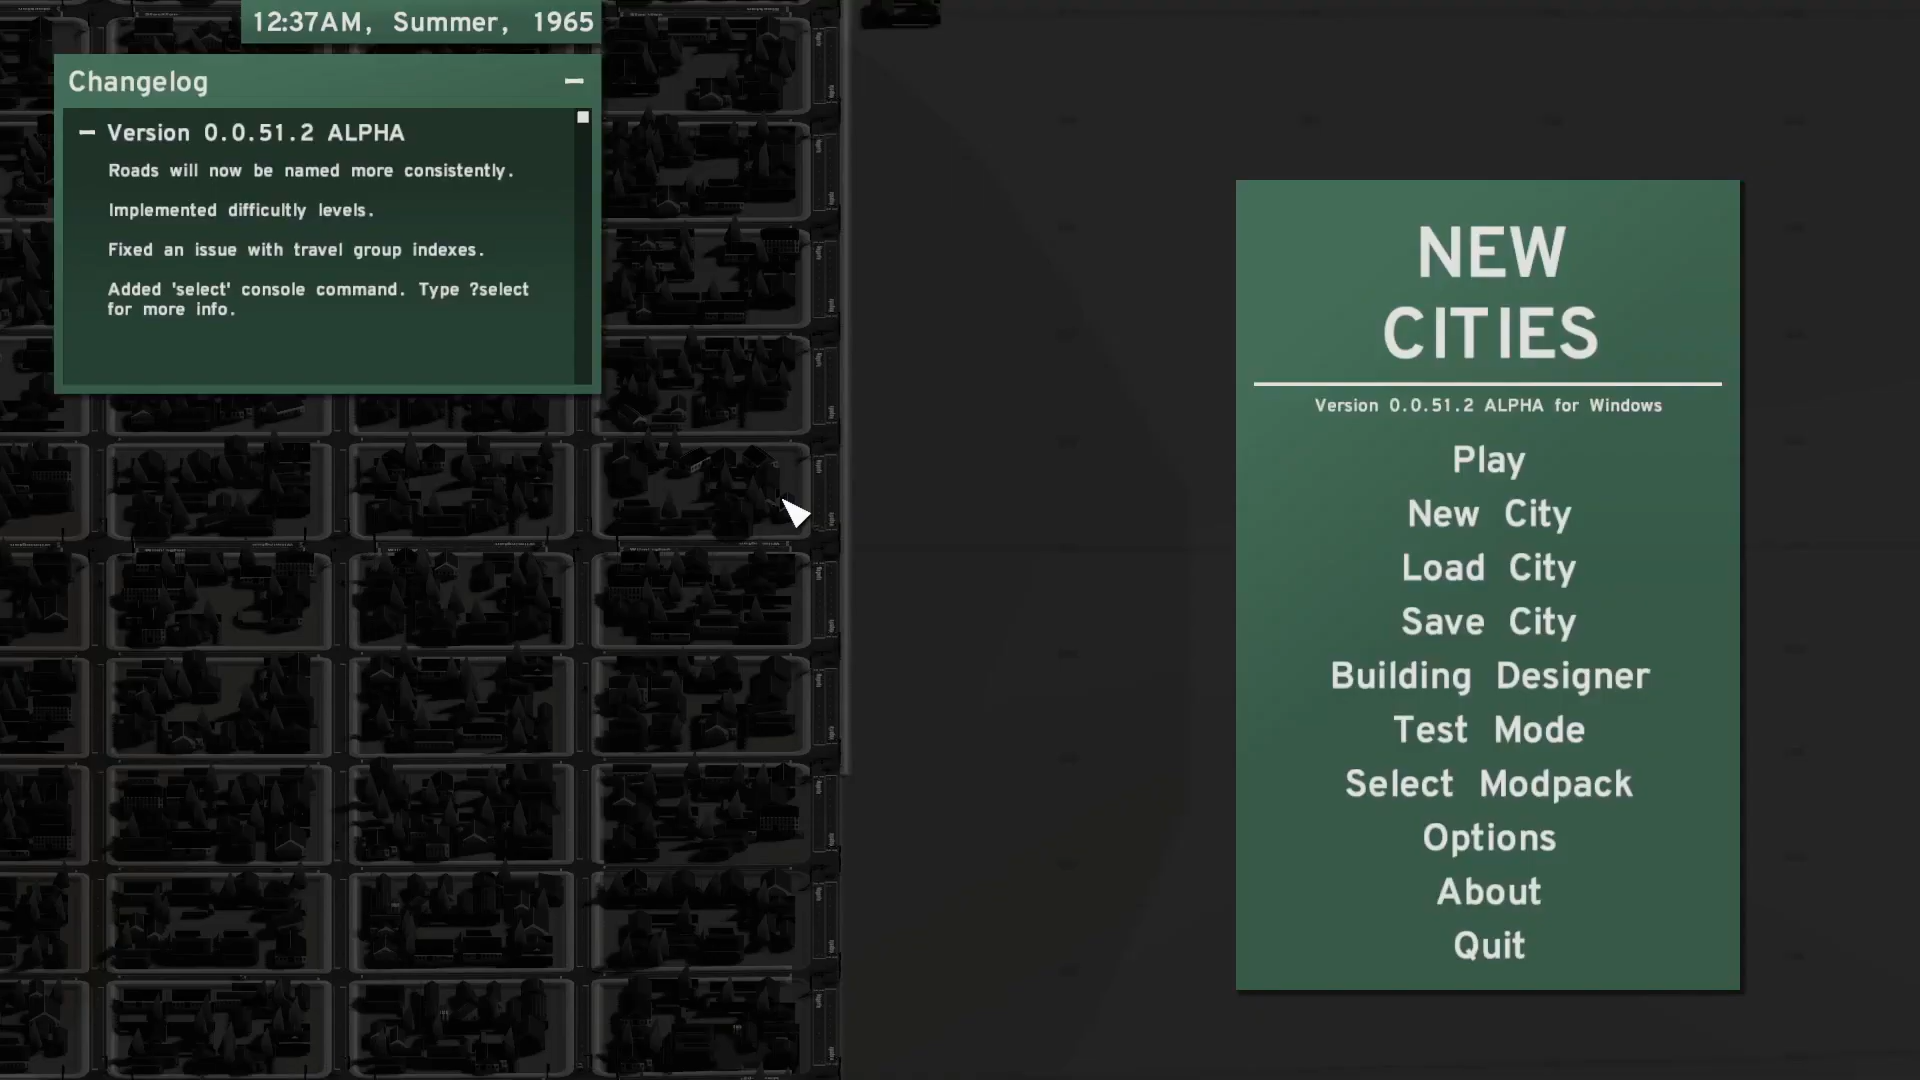 12:37AM, Summer, 1965
Changelog
Version 0.0.51.2 ALPHA
Roads will now be named more consistently.
Implemented difficultly levels.
Fixed an issue with travel group indexes.
Added 'select' console command. Type ?select
for more info.
NEW
CITIES
Version 0.0.51.2 ALPHA for Windows
Play
New City
Load City
Save City
Building Designer
Test Mode
Select Modpack
Options
About
Quit